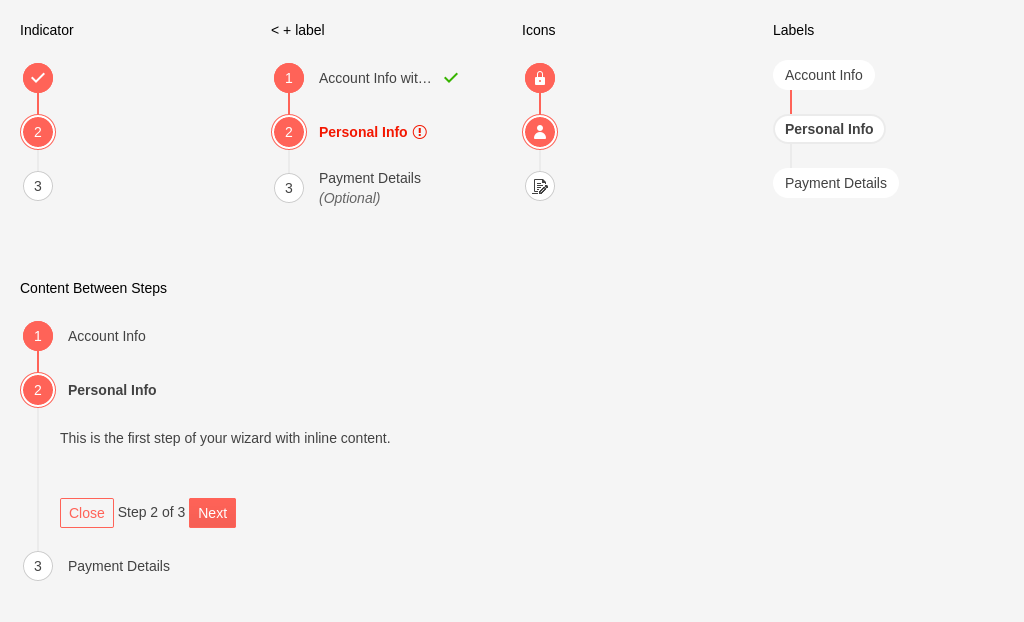 Indicator
2
3
< + label
1 Account Info wit...
2 Personal Info
3 Payment Details
(Optional)
Icons
Labels
Account Info
Personal Info
Payment Details
Content Between Steps
1 Account Info
2 Personal Info
This is the first step of your wizard with inline content.
Close Step 2 of 3 Next
3 Payment Details